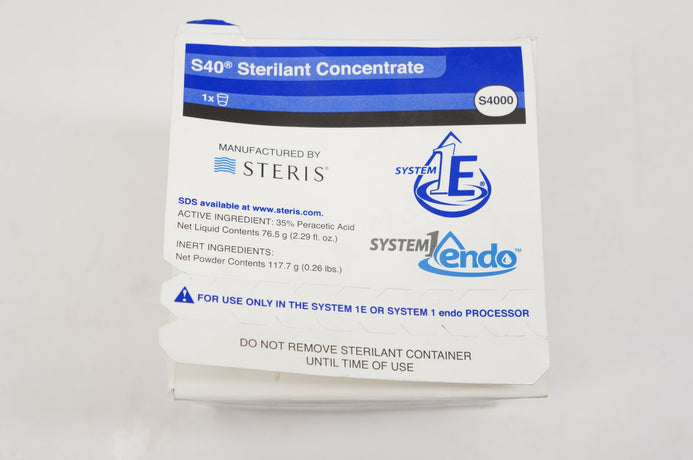 S40® Sterilant Concentrate
1x
S4000
MANUFACTURED BY
STERIS®
SYSTEM 1E®
SDS available at www.steris.com.
ACTIVE INGREDIENT: 35% Peracetic Acid
Net Liquid Contents 76.5 g (2.29 fl. oz.)
SYSTEM1 endo™
INERT INGREDIENTS:
Net Powder Contents 117.7 g (0.26 lbs.)
FOR USE ONLY IN THE SYSTEM 1E OR SYSTEM 1 endo PROCESSOR
DO NOT REMOVE STERILANT CONTAINER
UNTIL TIME OF USE